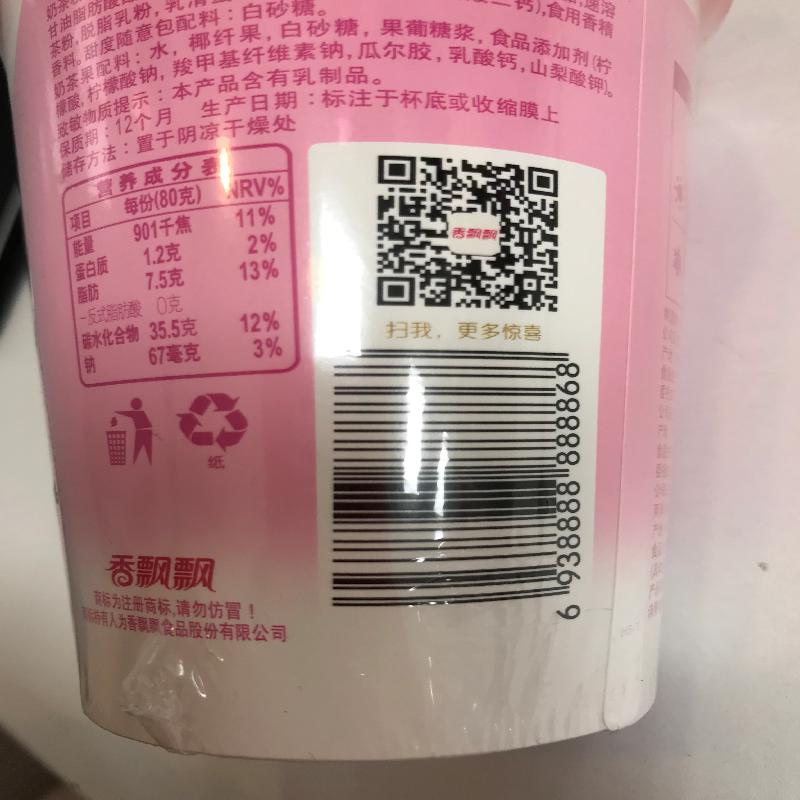 甘油脂肪酸
茶粉,脱脂乳粉,乳清
香料。甜度随意包配料:白砂糖。
,食用香精
奶茶果配料:水,椰纤果,白砂糖,果葡糖浆,食品添加剂(柠
檬酸,柠檬酸钠,羧甲基纤维素钠,瓜尔胶,乳酸钙,山梨酸钾)。
致敏物质提示:本产品含有乳制品。
保质期:12个月 生产日期:标注于杯底或收缩膜上
储存方法:置于阴凉干燥处
营养成分表
项目 每份(80克) NRV%
能量 901千焦 11%
蛋白质 1.2克 2%
脂肪 7.5克 13%
-反式脂肪酸 0克
碳水化合物 35.5克 12%
钠 67毫克 3%
纸
香飘飘
商标为注册商标,请勿仿冒!
商标持有人为香飘飘食品股份有限公司
香飘飘
扫我,更多惊喜
6 938888 888868